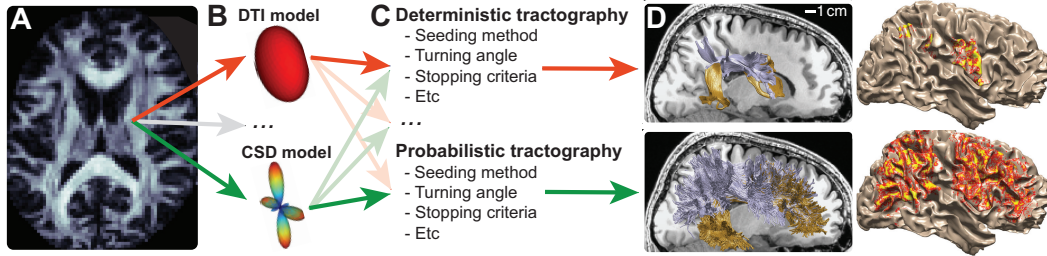 A
B
C
D
DTI model
...
CSD model
Deterministic tractography
- Seeding method
- Turning angle
- Stopping criteria
- Etc
...
Probabilistic tractography
- Seeding method
- Turning angle
- Stopping criteria
- Etc
1 cm